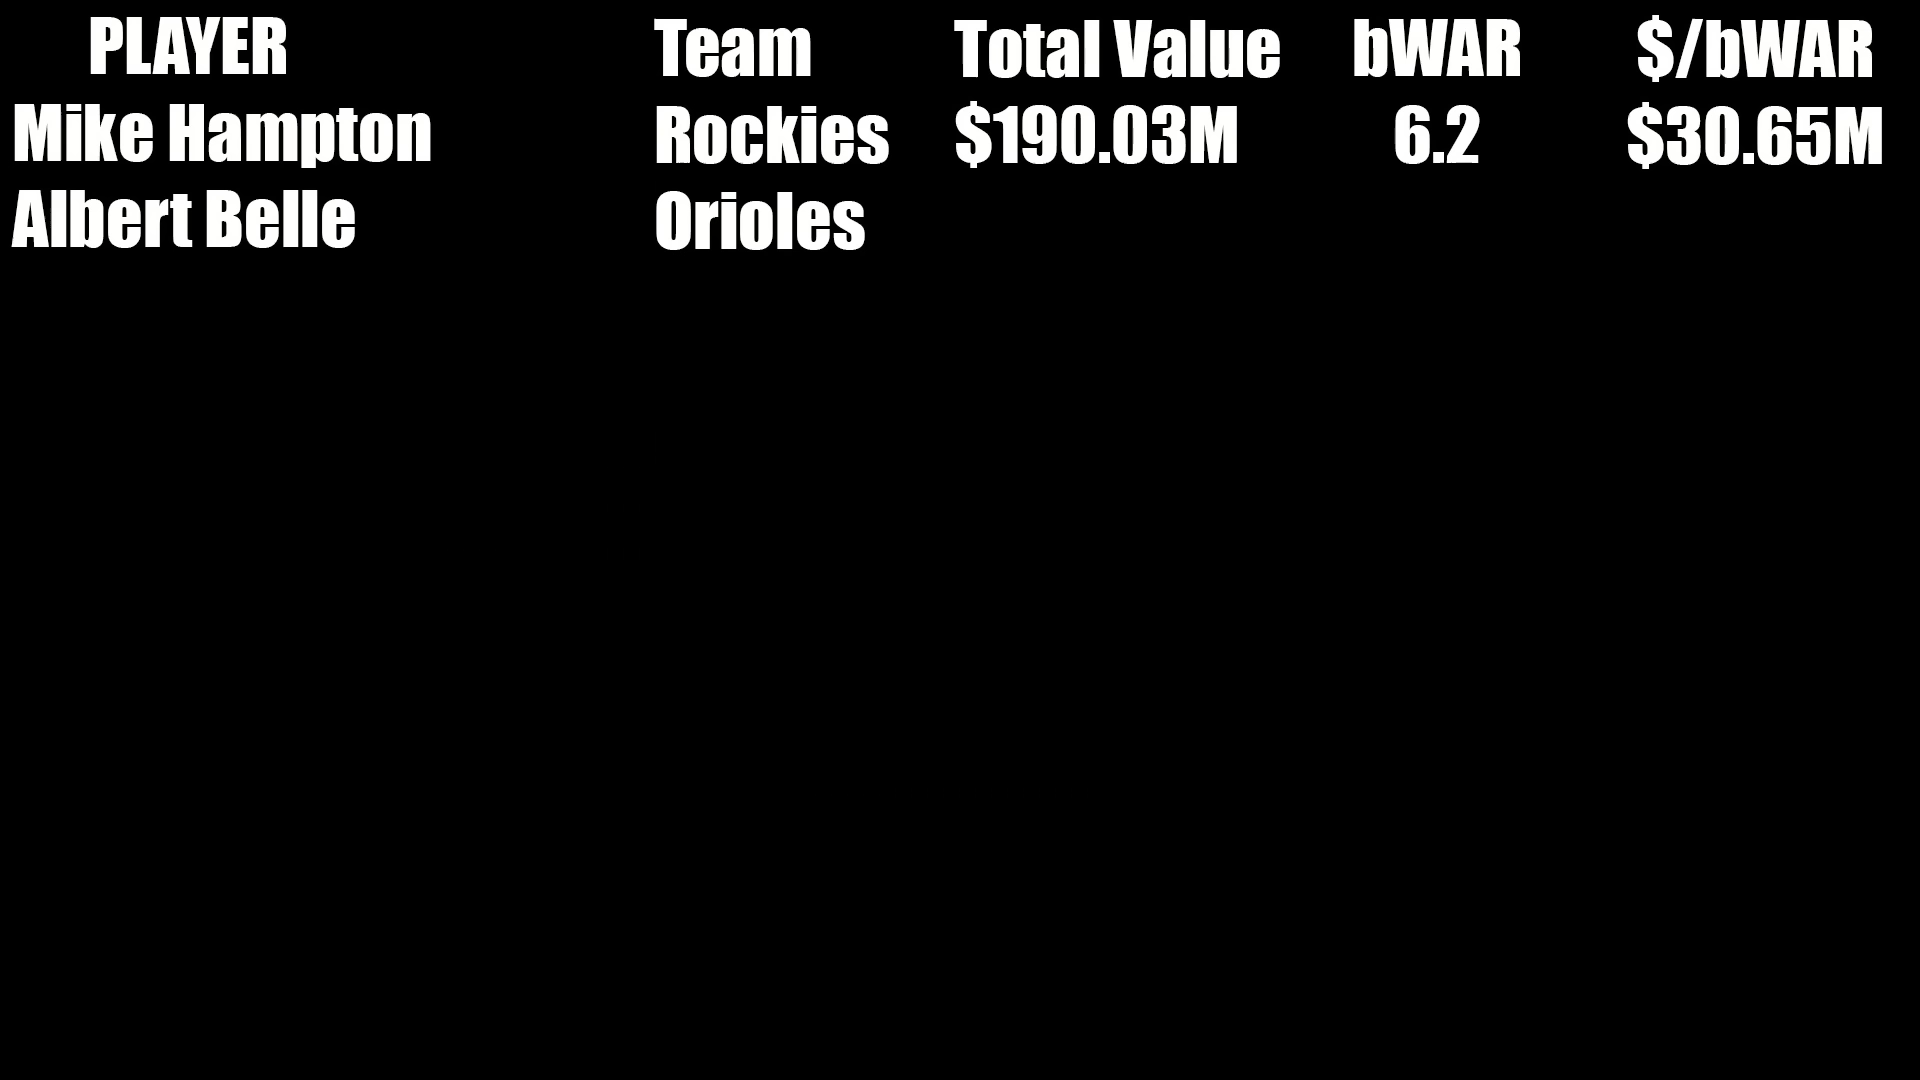 PLAYER Team Total Value bWAR $/bWAR
Mike Hampton Rockies $190.03M 6.2 $30.65M
Albert Belle Orioles